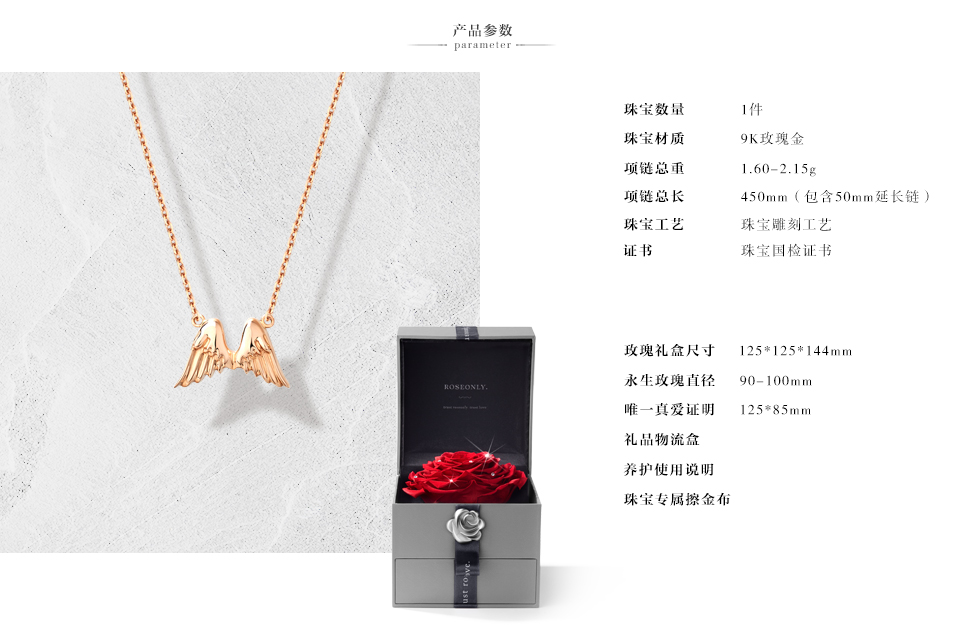 产品参数
parameter
珠宝数量 1件
珠宝材质 9K玫瑰金
项链总重 1.60-2.15g
项链总长 450mm（包含50mm延长链）
珠宝工艺 珠宝雕刻工艺
证书 珠宝国检证书
玫瑰礼盒尺寸 125*125*144mm
永生玫瑰直径 90-100mm
唯一真爱证明 125*85mm
礼品物流盒
养护使用说明
珠宝专属擦金布
ROSEONLY.